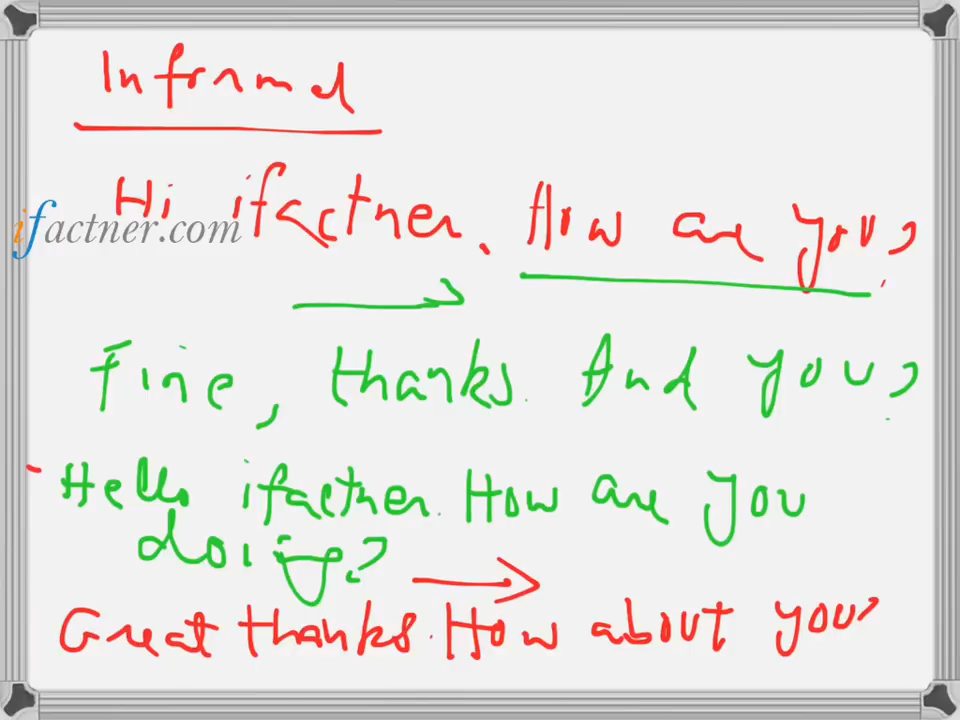 Informal
Hi ifactner. How are you?
ifactner.com
Fine, thanks. And you?
Hello ifactner. How are you
doing?
Great thanks. How about you?